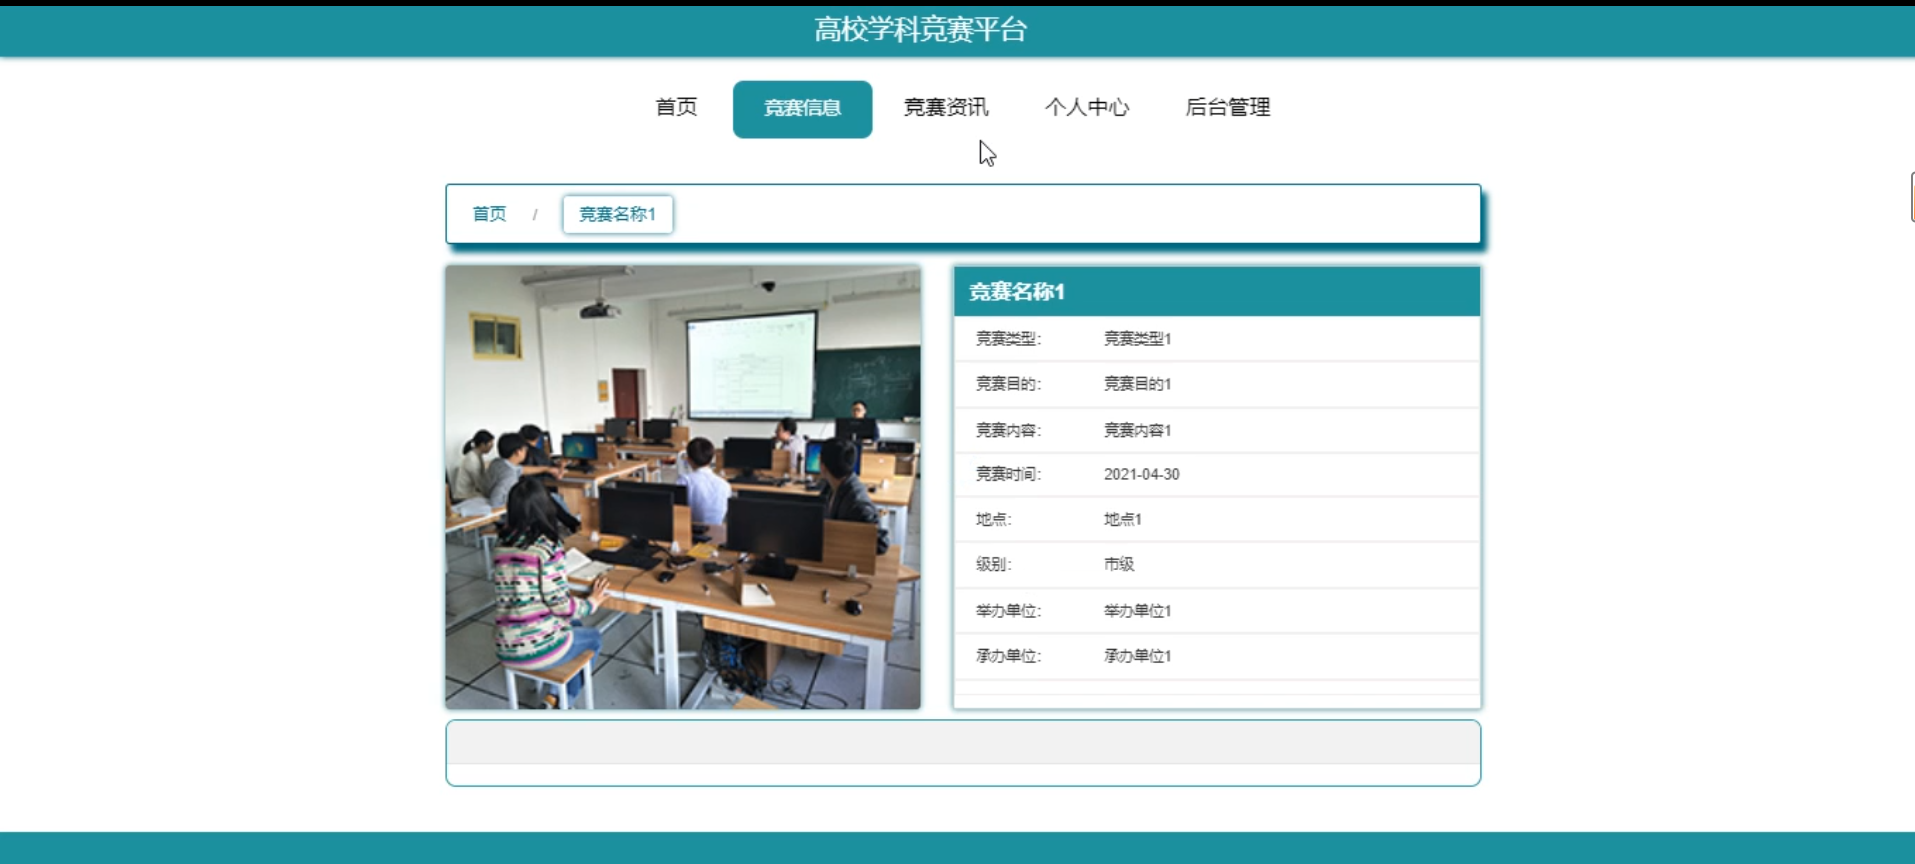 高校学科竞赛平台
首页 竞赛信息 竞赛资讯 个人中心 后台管理
首页 / 竞赛名称1
竞赛名称1
竞赛类型: 竞赛类型1
竞赛目的: 竞赛目的1
竞赛内容: 竞赛内容1
竞赛时间: 2021-04-30
地点: 地点1
级别: 市级
举办单位: 举办单位1
承办单位: 承办单位1